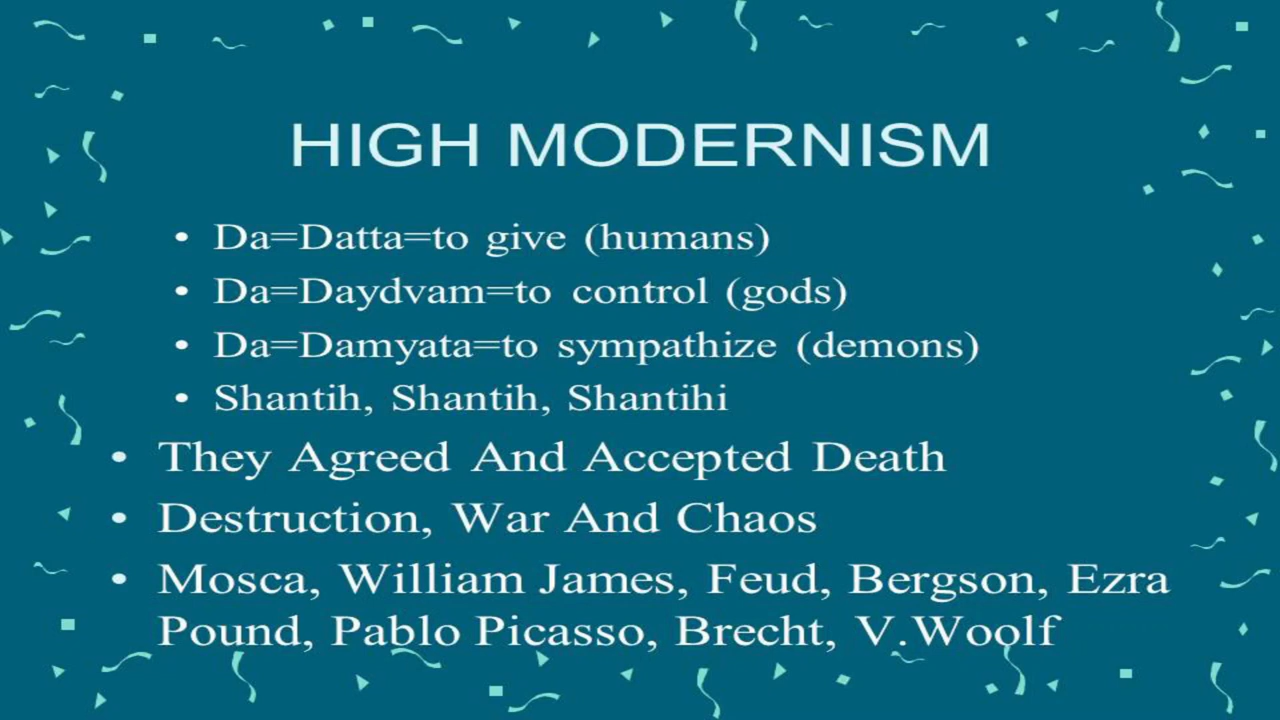 HIGH MODERNISM
• Da=Datta=to give (humans)
• Da=Daydvam=to control (gods)
• Da=Damyata=to sympathize (demons)
• Shantih, Shantih, Shantihi
• They Agreed And Accepted Death
• Destruction, War And Chaos
• Mosca, William James, Feud, Bergson, Ezra
Pound, Pablo Picasso, Brecht, V.Woolf